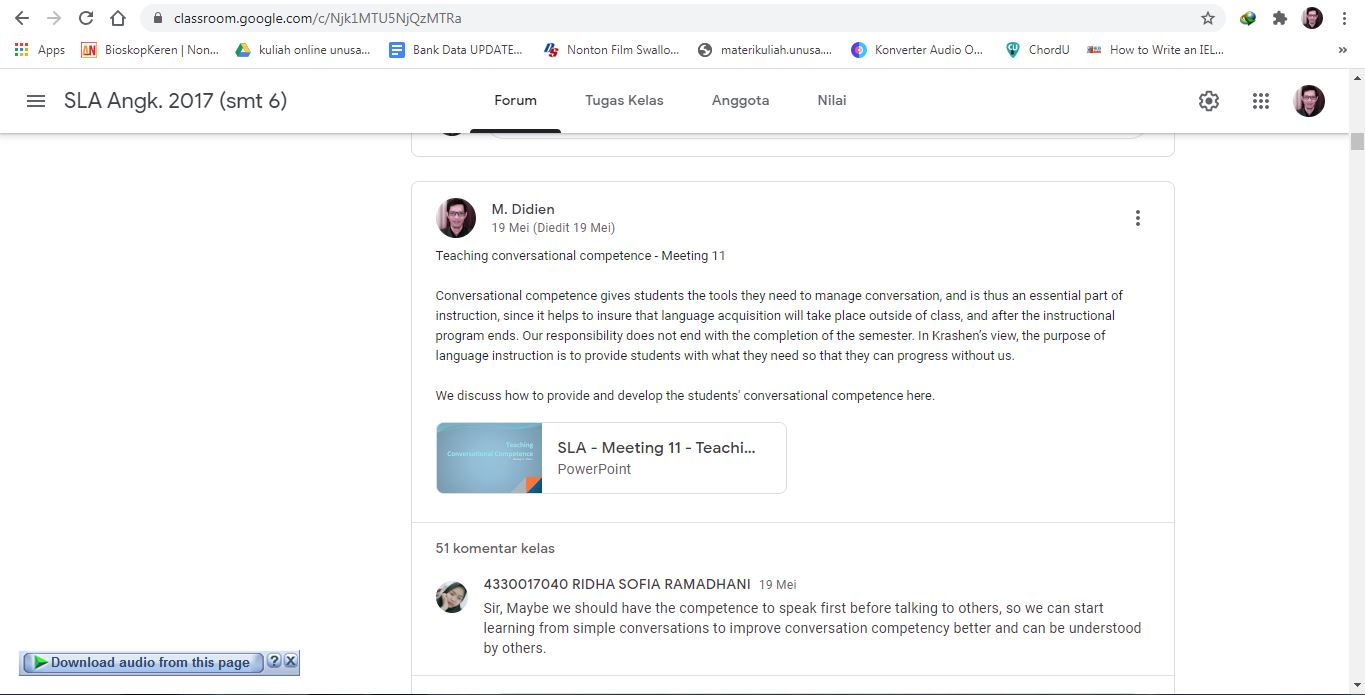 classroom.google.com/c/Njk1MTU5NjQzMTRa
Apps
BioskopKeren | Non...
kuliah online unusa...
Bank Data UPDATE...
Nonton Film Swallo...
materikuliah.unusa....
Konverter Audio O...
ChordU
How to Write an IEL...
»
SLA Angk. 2017 (smt 6)
Forum
Tugas Kelas
Anggota
Nilai
M. Didien
19 Mei (Diedit 19 Mei)
Teaching conversational competence - Meeting 11
Conversational competence gives students the tools they need to manage conversation, and is thus an essential part of
instruction, since it helps to insure that language acquisition will take place outside of class, and after the instructional
program ends. Our responsibility does not end with the completion of the semester. In Krashen’s view, the purpose of
language instruction is to provide students with what they need so that they can progress without us.
We discuss how to provide and develop the students' conversational competence here.
Teaching
Conversational Competence
SLA - Meeting 11 - Teachi...
PowerPoint
51 komentar kelas
4330017040 RIDHA SOFIA RAMADHANI 19 Mei
Sir, Maybe we should have the competence to speak first before talking to others, so we can start
learning from simple conversations to improve conversation competency better and can be understood
by others.
Download audio from this page ? X